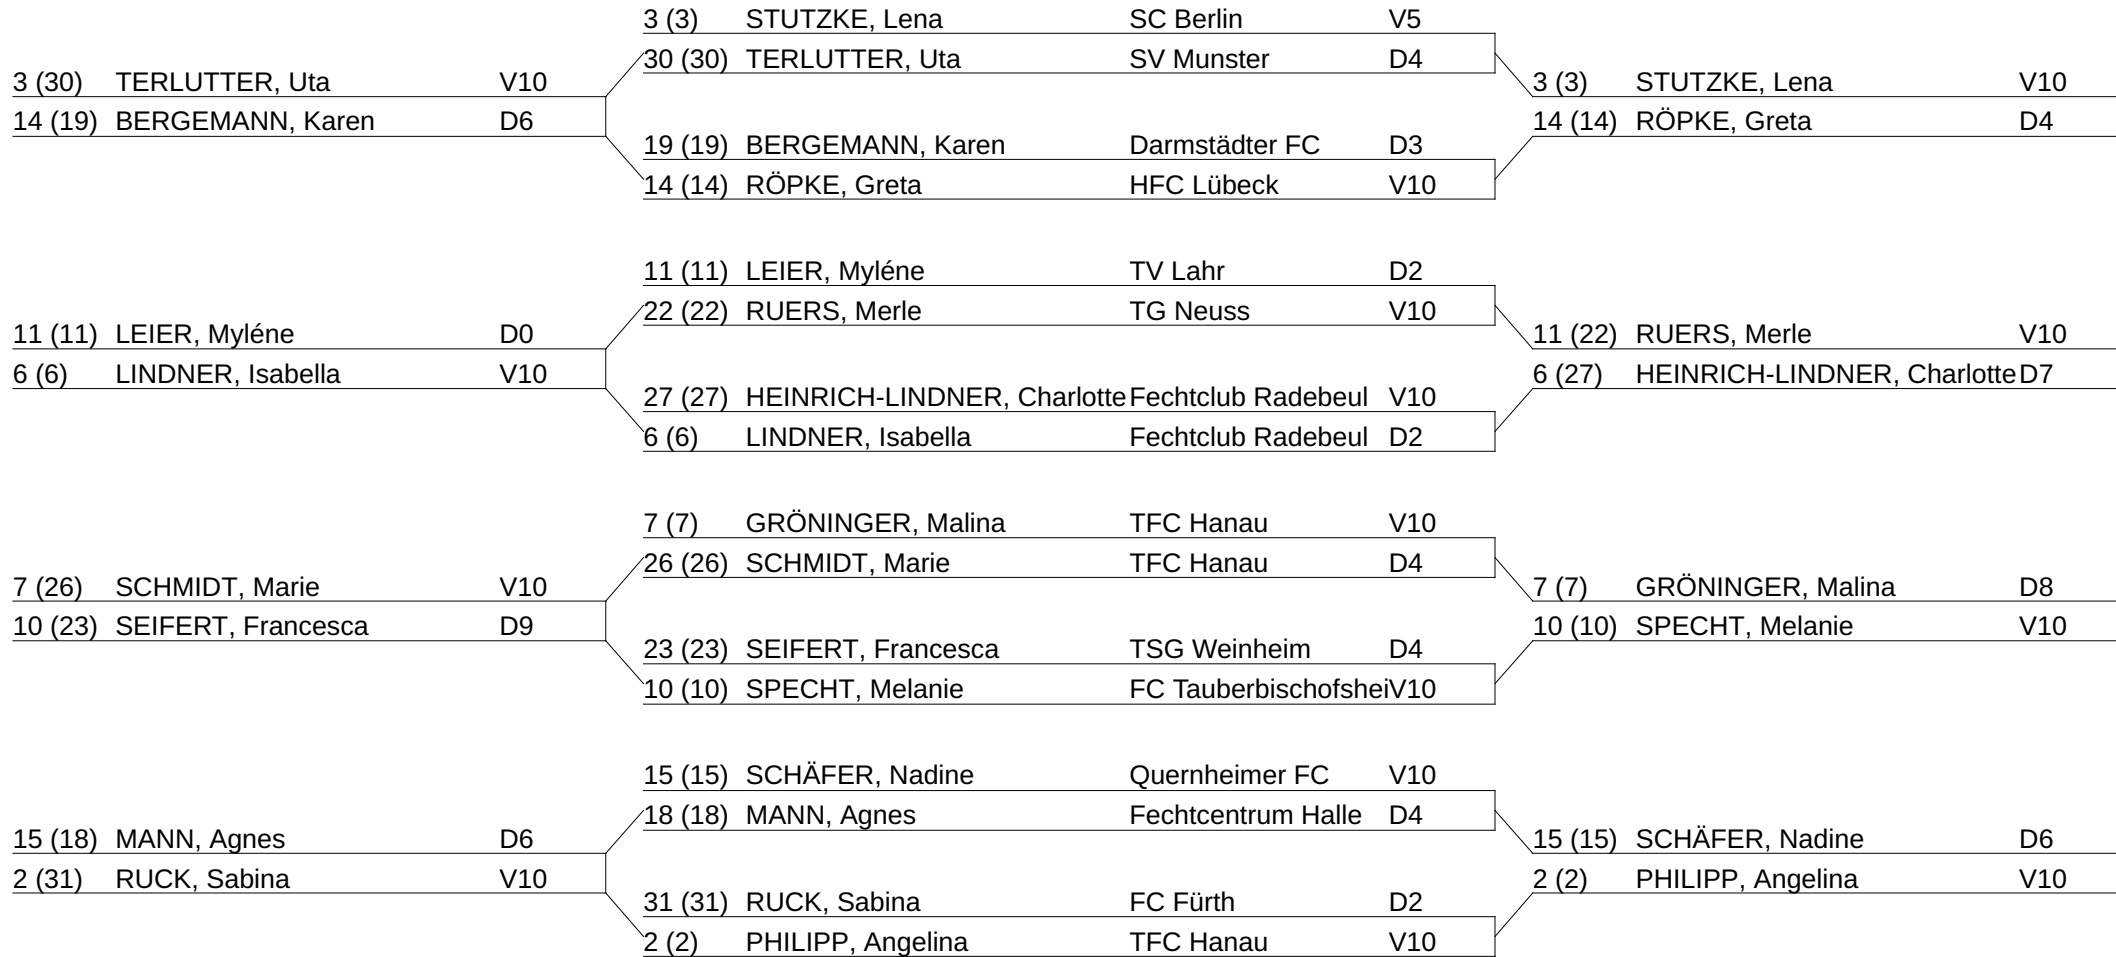 3 (3) STUTZKE, Lena SC Berlin V5
30 (30) TERLUTTER, Uta SV Munster D4
3 (30) TERLUTTER, Uta V10
3 (3) STUTZKE, Lena V10
14 (19) BERGEMANN, Karen D6
14 (14) RÖPKE, Greta D4
19 (19) BERGEMANN, Karen Darmstädter FC D3
14 (14) RÖPKE, Greta HFC Lübeck V10
11 (11) LEIER, Myléne TV Lahr D2
22 (22) RUERS, Merle TG Neuss V10
11 (11) LEIER, Myléne D0
11 (22) RUERS, Merle V10
6 (6) LINDNER, Isabella V10
6 (27) HEINRICH-LINDNER, Charlotte D7
27 (27) HEINRICH-LINDNER, Charlotte Fechtclub Radebeul V10
6 (6) LINDNER, Isabella Fechtclub Radebeul D2
7 (7) GRÖNINGER, Malina TFC Hanau V10
26 (26) SCHMIDT, Marie TFC Hanau D4
7 (26) SCHMIDT, Marie V10
7 (7) GRÖNINGER, Malina D8
10 (23) SEIFERT, Francesca D9
10 (10) SPECHT, Melanie V10
23 (23) SEIFERT, Francesca TSG Weinheim D4
10 (10) SPECHT, Melanie FC Tauberbischofshei V10
15 (15) SCHÄFER, Nadine Quernheimer FC V10
18 (18) MANN, Agnes Fechtcentrum Halle D4
15 (18) MANN, Agnes D6
15 (15) SCHÄFER, Nadine D6
2 (31) RUCK, Sabina V10
2 (2) PHILIPP, Angelina V10
31 (31) RUCK, Sabina FC Fürth D2
2 (2) PHILIPP, Angelina TFC Hanau V10